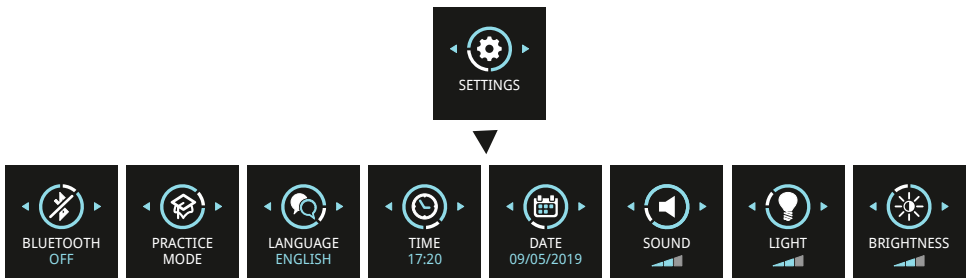 SETTINGS
BLUETOOTH
OFF
PRACTICE
MODE
LANGUAGE
ENGLISH
TIME
17:20
DATE
09/05/2019
SOUND
LIGHT
BRIGHTNESS